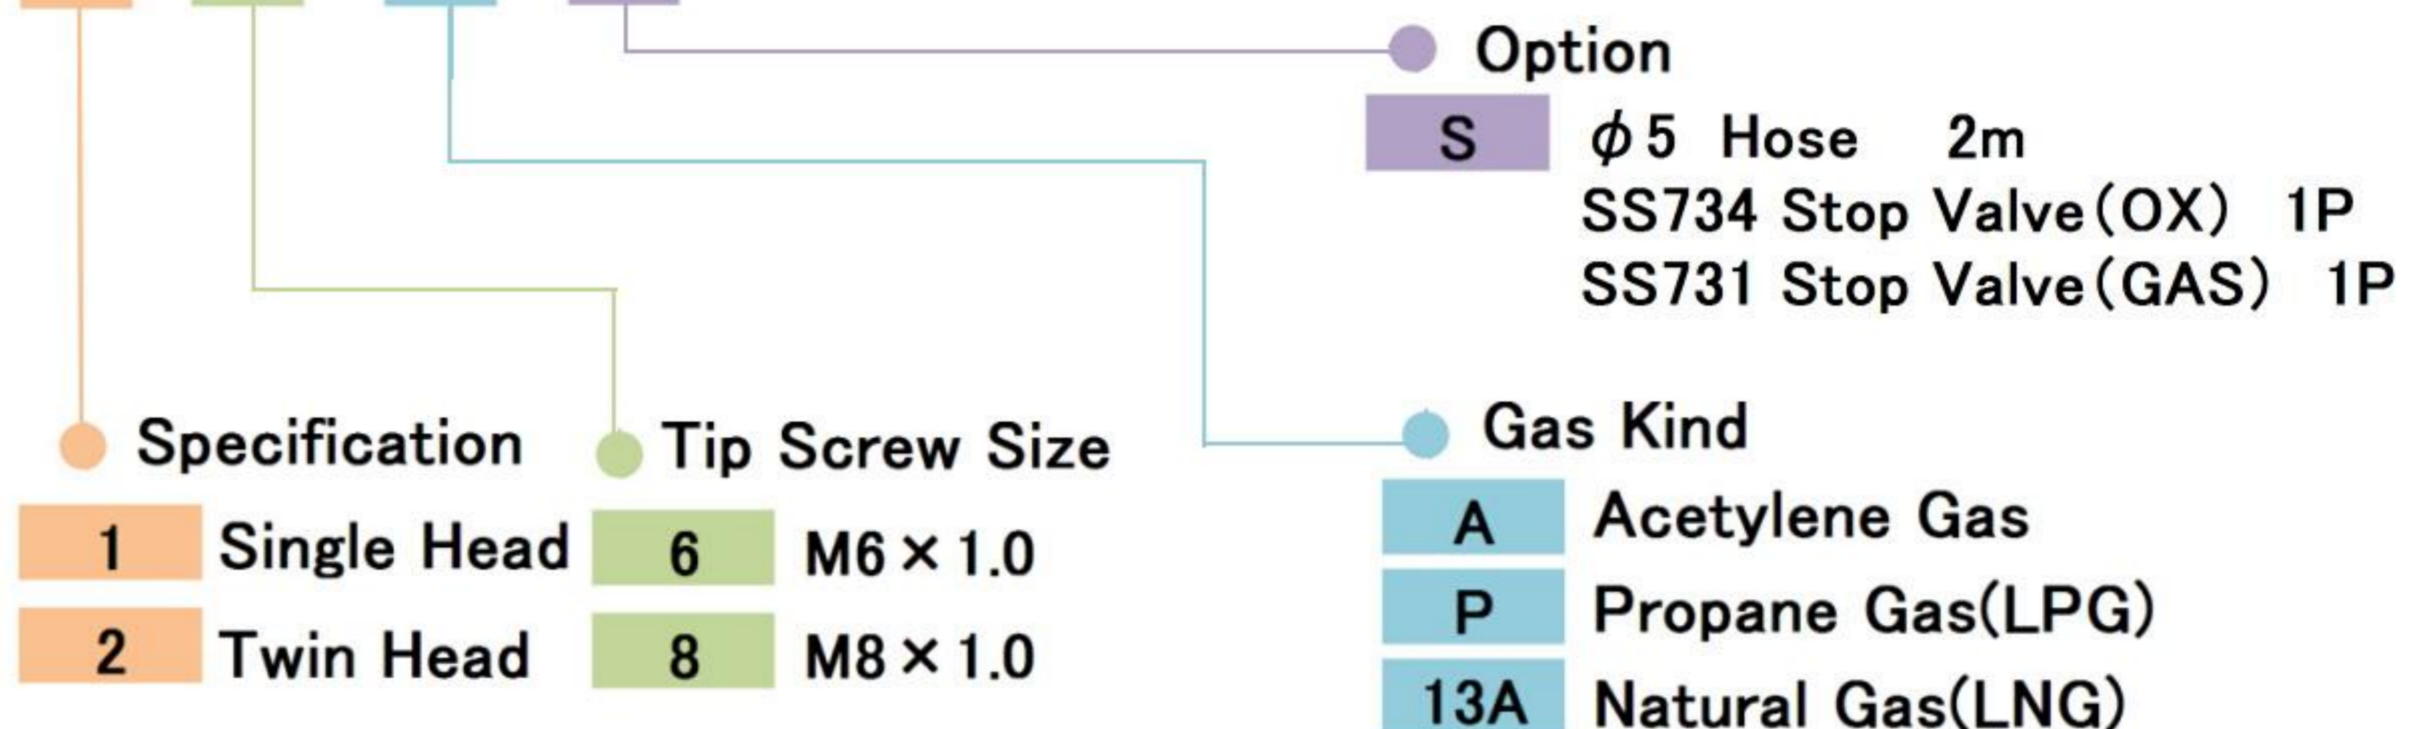 Option
S φ5 Hose 2m
SS734 Stop Valve(OX) 1P
SS731 Stop Valve(GAS) 1P
Specification
1 Single Head
2 Twin Head
Tip Screw Size
6 M6×1.0
8 M8×1.0
Gas Kind
A Acetylene Gas
P Propane Gas(LPG)
13A Natural Gas(LNG)